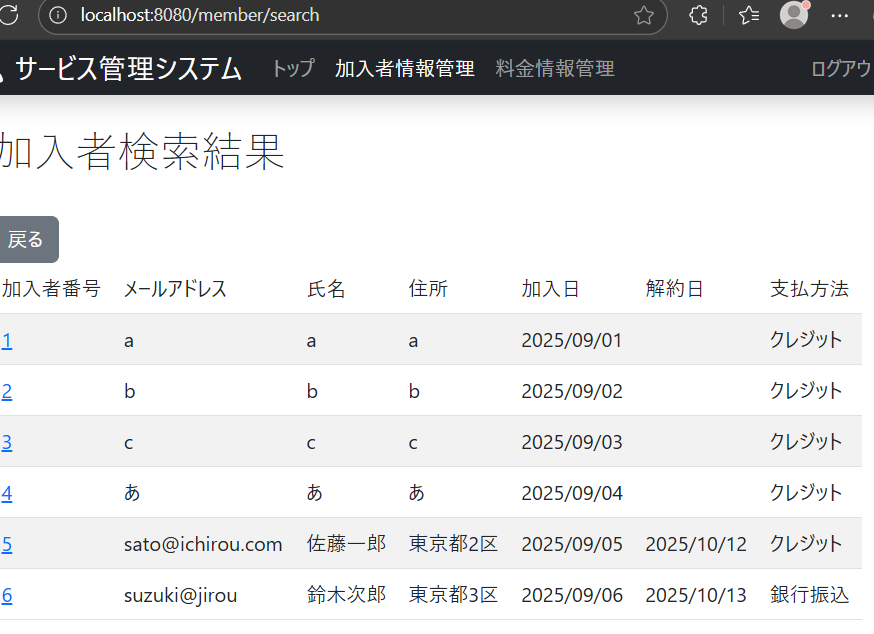 localhost:8080/member/search
サービス管理システム トップ 加入者情報管理 料金情報管理 ログアウ
加入者検索結果
戻る
加入者番号 メールアドレス 氏名 住所 加入日 解約日 支払方法
1 a a a 2025/09/01 クレジット
2 b b b 2025/09/02 クレジット
3 c c c 2025/09/03 クレジット
4 あ あ あ 2025/09/04 クレジット
5 sato@ichirou.com 佐藤一郎 東京都2区 2025/09/05 2025/10/12 クレジット
6 suzuki@jirou 鈴木次郎 東京都3区 2025/09/06 2025/10/13 銀行振込